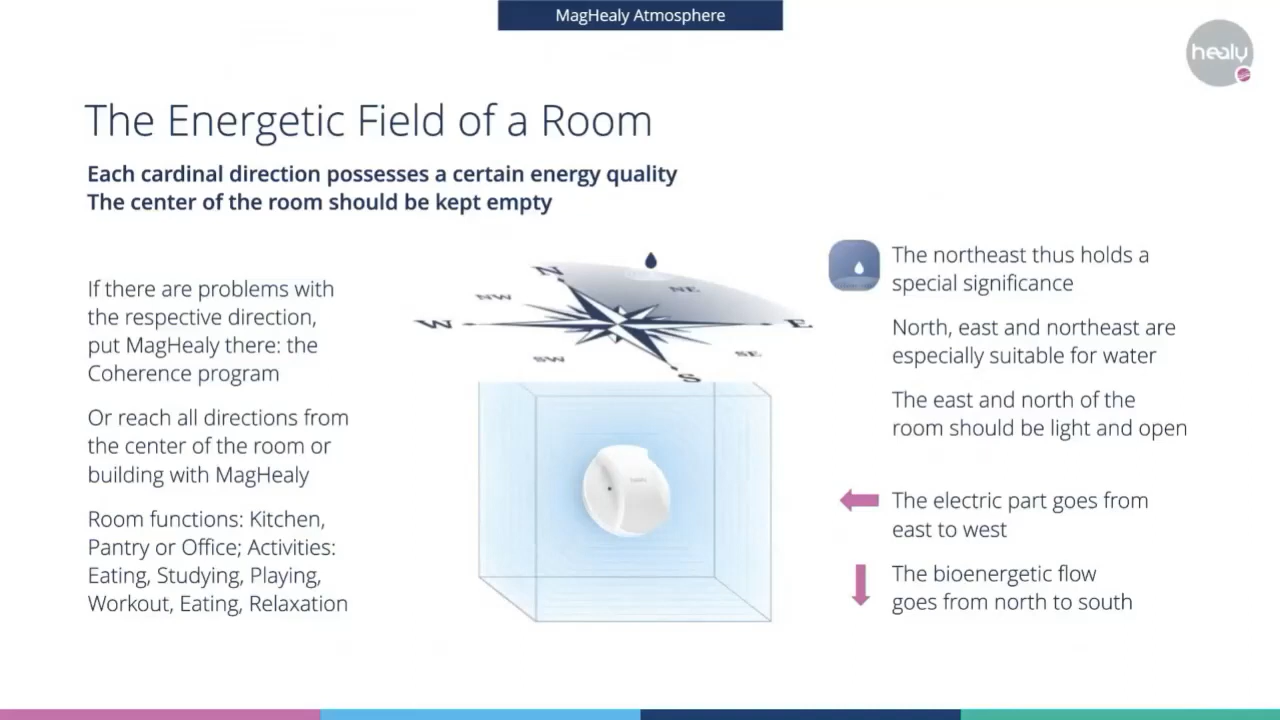 MagHealy Atmosphere
healy
The Energetic Field of a Room
Each cardinal direction possesses a certain energy quality
The center of the room should be kept empty
If there are problems with
the respective direction,
put MagHealy there: the
Coherence program
Or reach all directions from
the center of the room or
building with MagHealy
Room functions: Kitchen,
Pantry or Office; Activities:
Eating, Studying, Playing,
Workout, Eating, Relaxation
N
NW
NE
W
E
SW
SE
S
healy
The northeast thus holds a
special significance
North, east and northeast are
especially suitable for water
The east and north of the
room should be light and open
The electric part goes from
east to west
The bioenergetic flow
goes from north to south